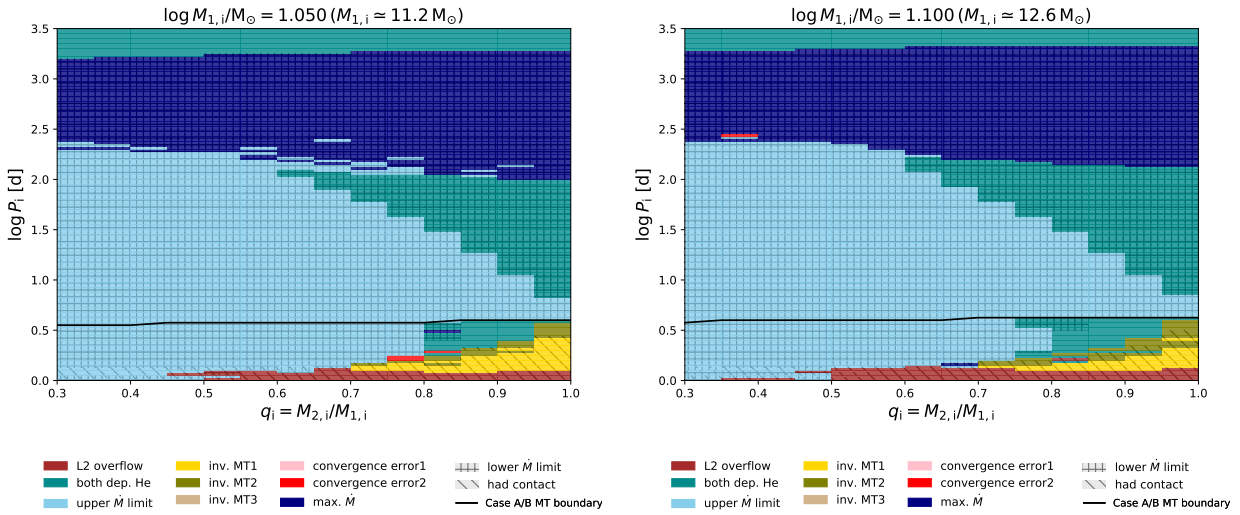 log M1,i/M⊙ = 1.050 (M1,i ≃ 11.2 M⊙)
3.5
3.0
2.5
2.0
1.5
1.0
0.5
0.0
log Pi [d]
0.3 0.4 0.5 0.6 0.7 0.8 0.9 1.0
qi = M2,i/M1,i
L2 overflow
both dep. He
upper Ṁ limit
inv. MT1
inv. MT2
inv. MT3
convergence error1
convergence error2
max. Ṁ
lower Ṁ limit
had contact
Case A/B MT boundary
log M1,i/M⊙ = 1.100 (M1,i ≃ 12.6 M⊙)
3.5
3.0
2.5
2.0
1.5
1.0
0.5
0.0
log Pi [d]
0.3 0.4 0.5 0.6 0.7 0.8 0.9 1.0
qi = M2,i/M1,i
L2 overflow
both dep. He
upper Ṁ limit
inv. MT1
inv. MT2
inv. MT3
convergence error1
convergence error2
max. Ṁ
lower Ṁ limit
had contact
Case A/B MT boundary